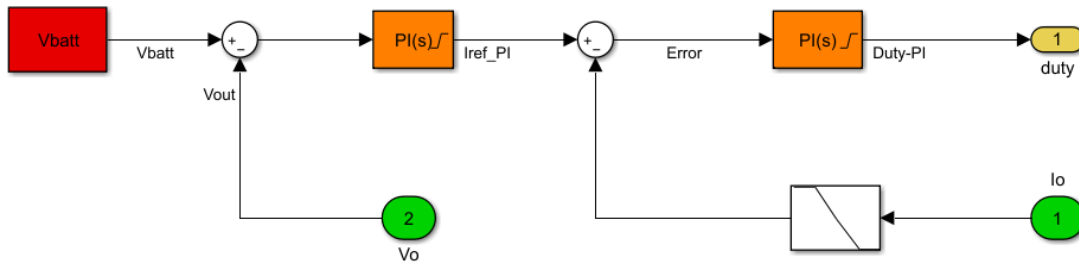 Vbatt
Vbatt
+
−
PI(s)
Iref_PI
+
−
Error
PI(s)
Duty-PI
1
duty
Vout
2
Vo
Io
1